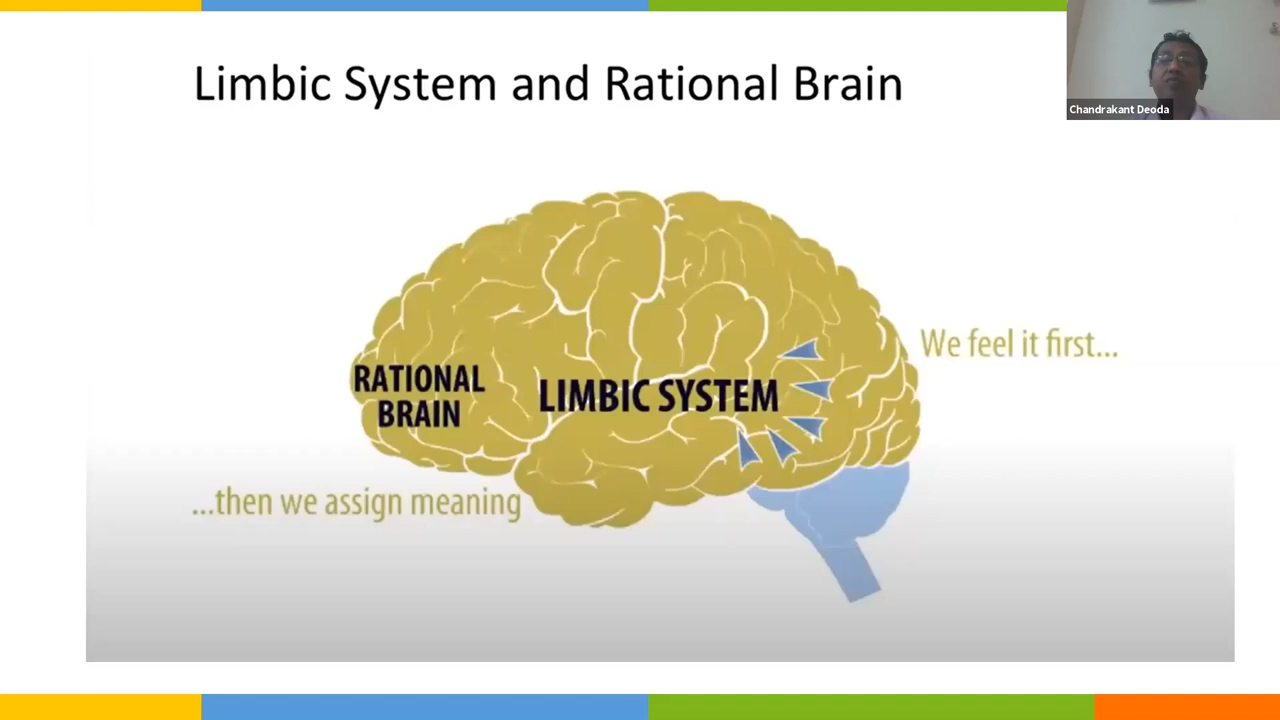 Limbic System and Rational Brain
Chandrakant Deoda
We feel it first...
RATIONAL
BRAIN
LIMBIC SYSTEM
...then we assign meaning